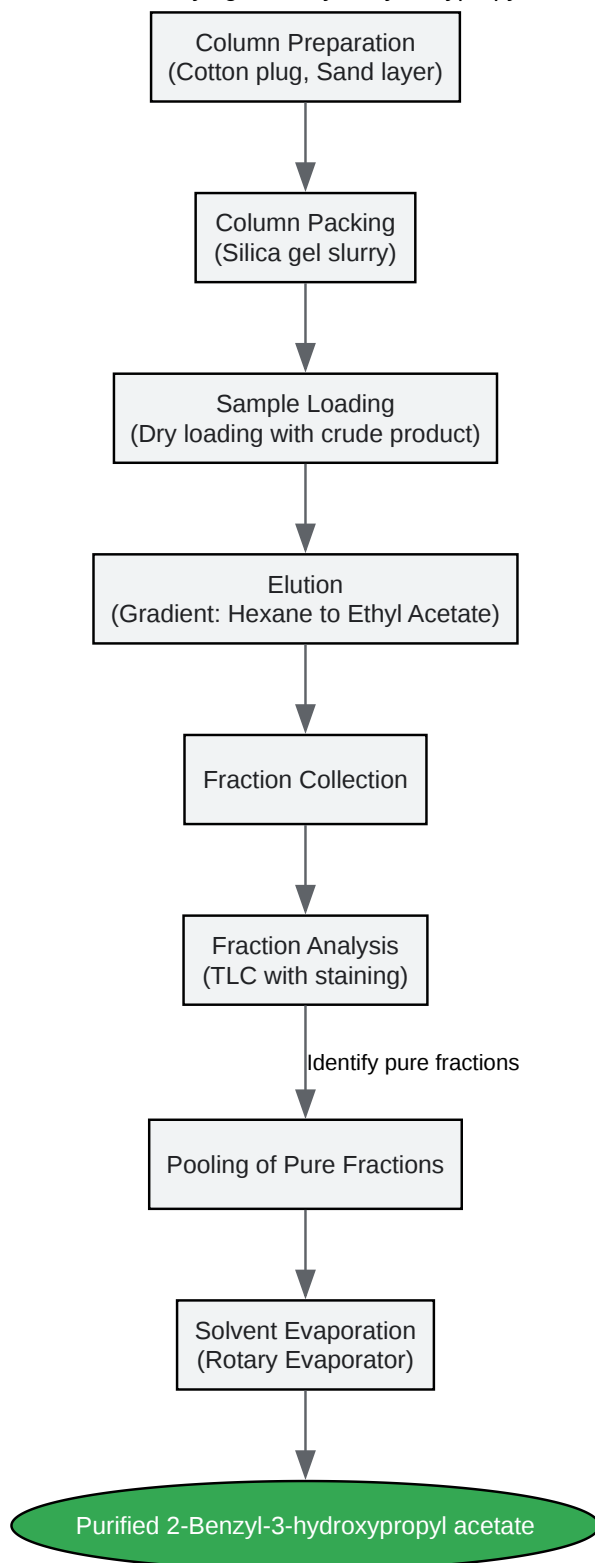 Column Preparation
(Cotton plug, Sand layer)
Column Packing
(Silica gel slurry)
Sample Loading
(Dry loading with crude product)
Elution
(Gradient: Hexane to Ethyl Acetate)
Fraction Collection
Fraction Analysis
(TLC with staining)
Identify pure fractions
Pooling of Pure Fractions
Solvent Evaporation
(Rotary Evaporator)
Purified 2-Benzyl-3-hydroxypropyl acetate